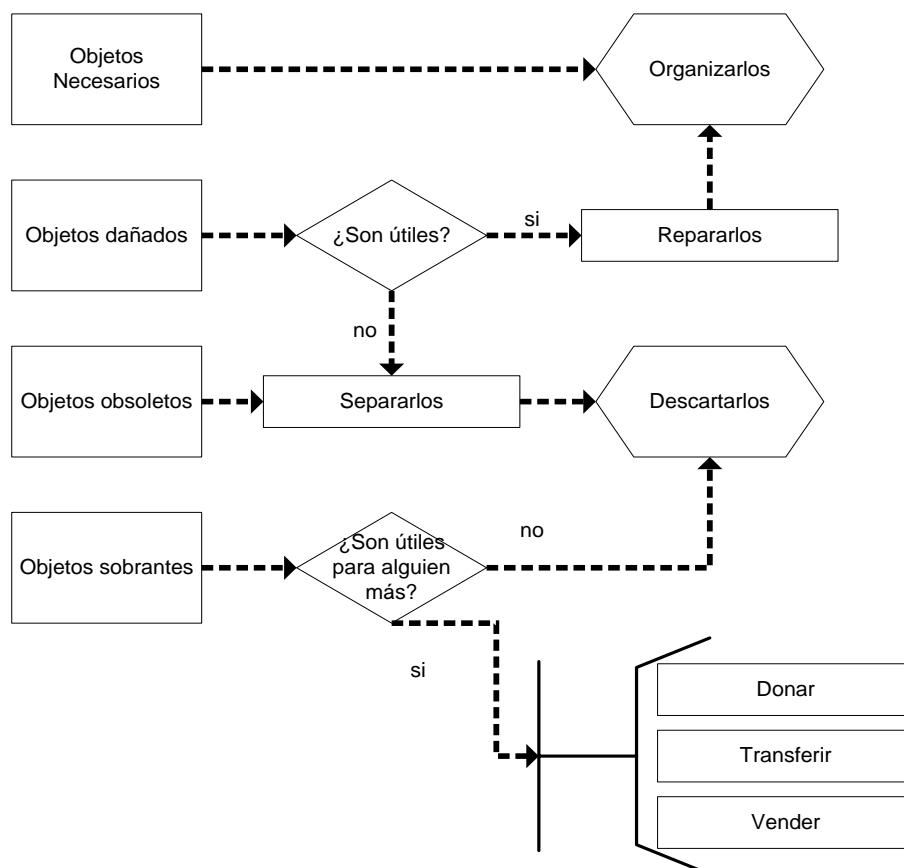 Objetos
Necesarios
Organizarlos
Objetos dañados
¿Son útiles?
si
Repararlos
no
Objetos obsoletos
Separarlos
Descartarlos
Objetos sobrantes
¿Son útiles
para alguien
más?
no
si
Donar
Transferir
Vender